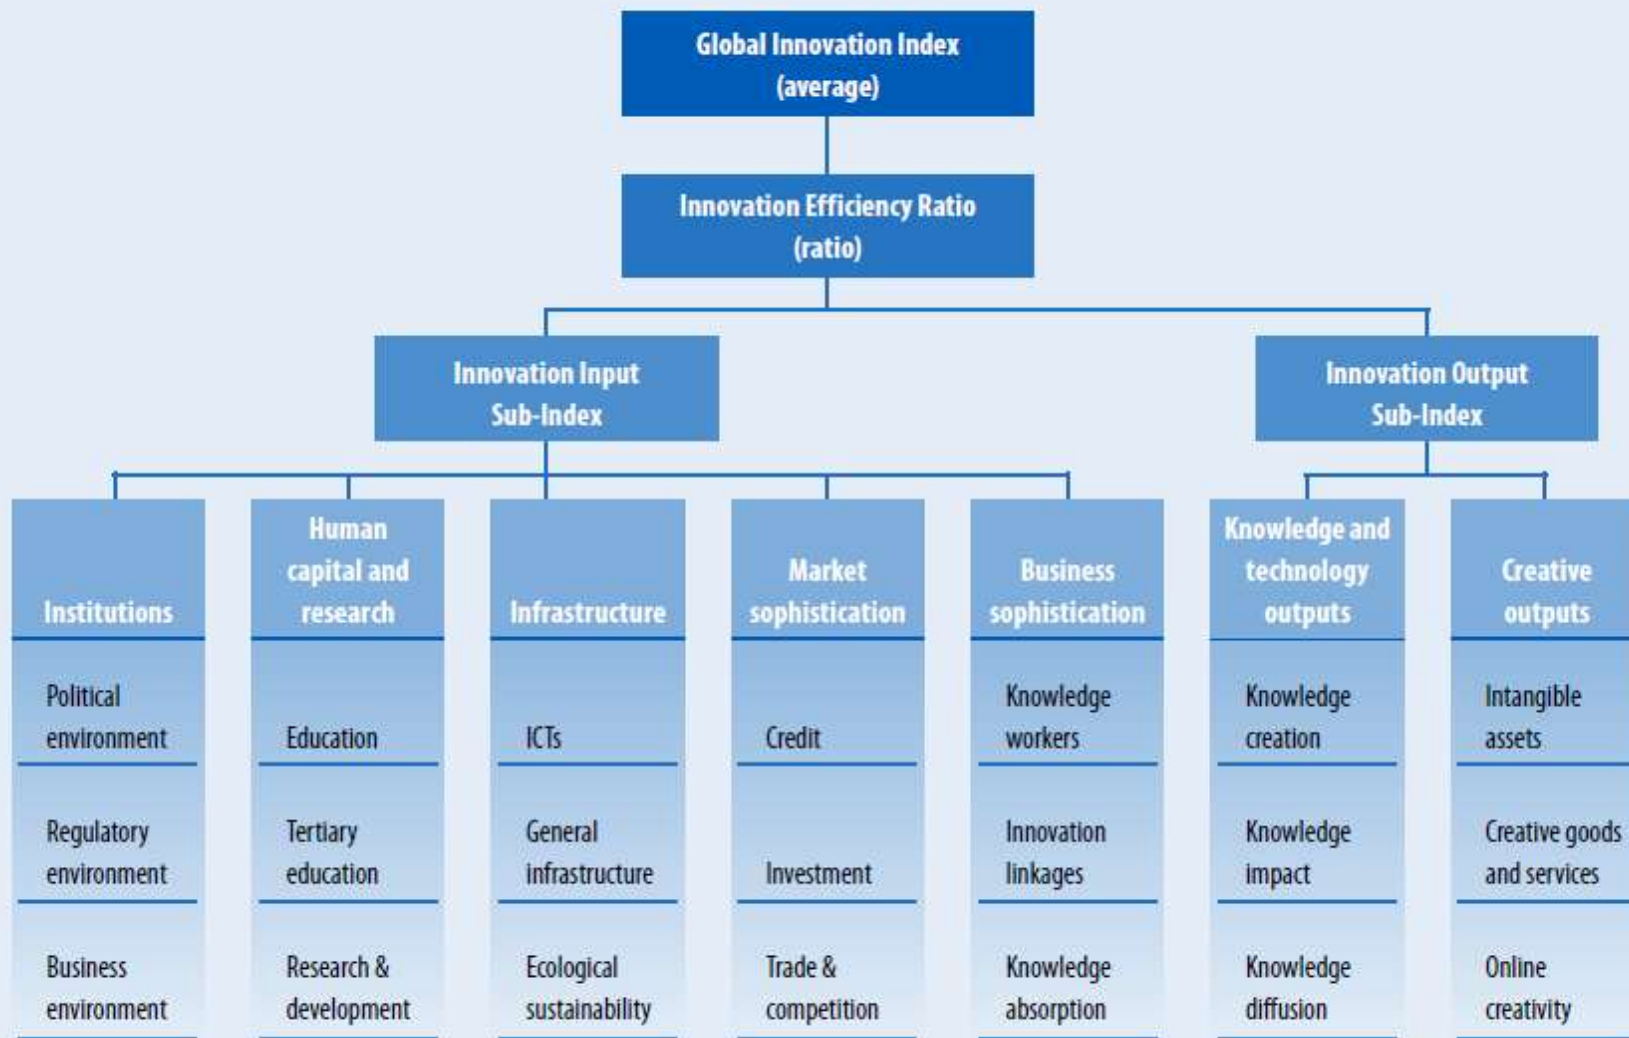 Global Innovation Index
(average)
Innovation Efficiency Ratio
(ratio)
Innovation Input
Sub-Index
Innovation Output
Sub-Index
Institutions
Human
capital and
research
Infrastructure
Market
sophistication
Business
sophistication
Knowledge and
technology
outputs
Creative
outputs
Political
environment
Education
ICTs
Credit
Knowledge
workers
Knowledge
creation
Intangible
assets
Regulatory
environment
Tertiary
education
General
infrastructure
Investment
Innovation
linkages
Knowledge
impact
Creative goods
and services
Business
environment
Research &
development
Ecological
sustainability
Trade &
competition
Knowledge
absorption
Knowledge
diffusion
Online
creativity